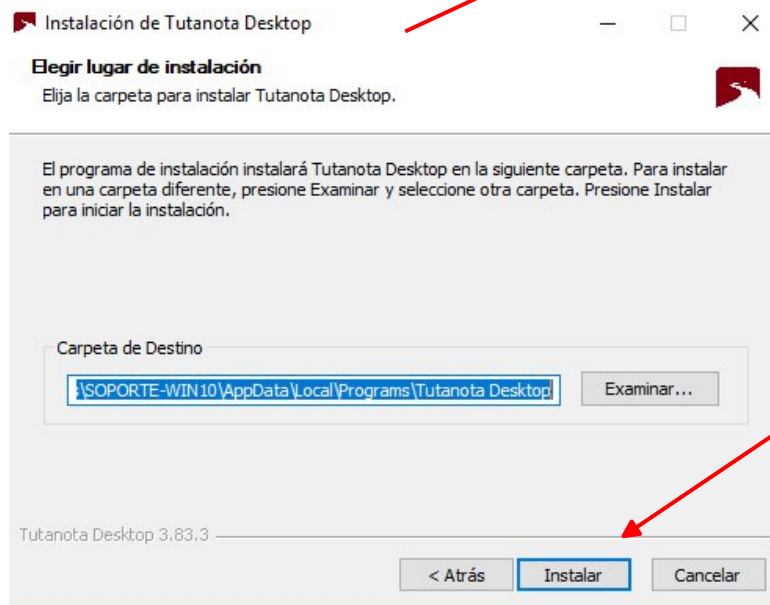 Instalación de Tutanota Desktop
Elegir lugar de instalación
Elija la carpeta para instalar Tutanota Desktop.
El programa de instalación instalará Tutanota Desktop en la siguiente carpeta. Para instalar
en una carpeta diferente, presione Examinar y seleccione otra carpeta. Presione Instalar
para iniciar la instalación.
Carpeta de Destino
:\SOPORTE-WIN10\AppData\Local\Programs\Tutanota Desktop
Examinar...
Tutanota Desktop 3.83.3
< Atrás
Instalar
Cancelar